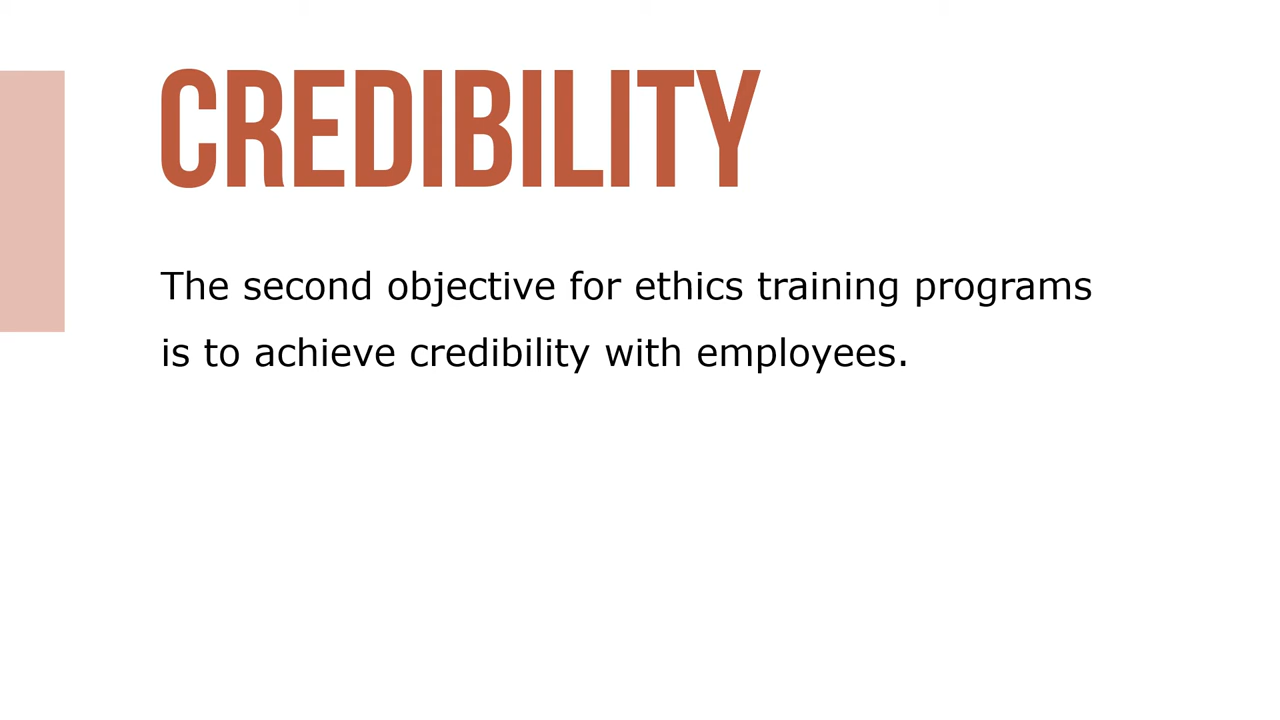 CREDIBILITY
The second objective for ethics training programs
is to achieve credibility with employees.